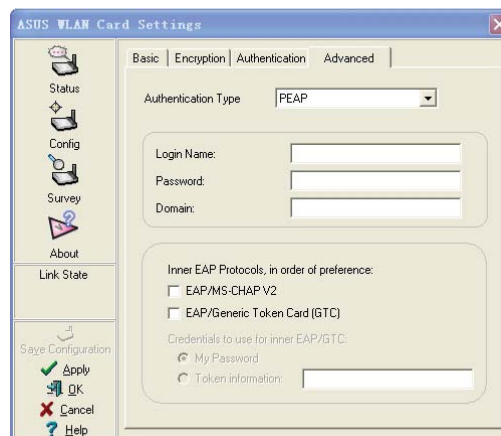 ASUS WLAN Card Settings
Status
Config
Survey
About
Link State
Save Configuration
Apply
OK
Cancel
Help
Basic
Encryption
Authentication
Advanced
Authentication Type
PEAP
Login Name:
Password:
Domain:
Inner EAP Protocols, in order of preference:
EAP/MS-CHAP V2
EAP/Generic Token Card (GTC)
Credentials to use for inner EAP/GTC:
My Password
Token information: